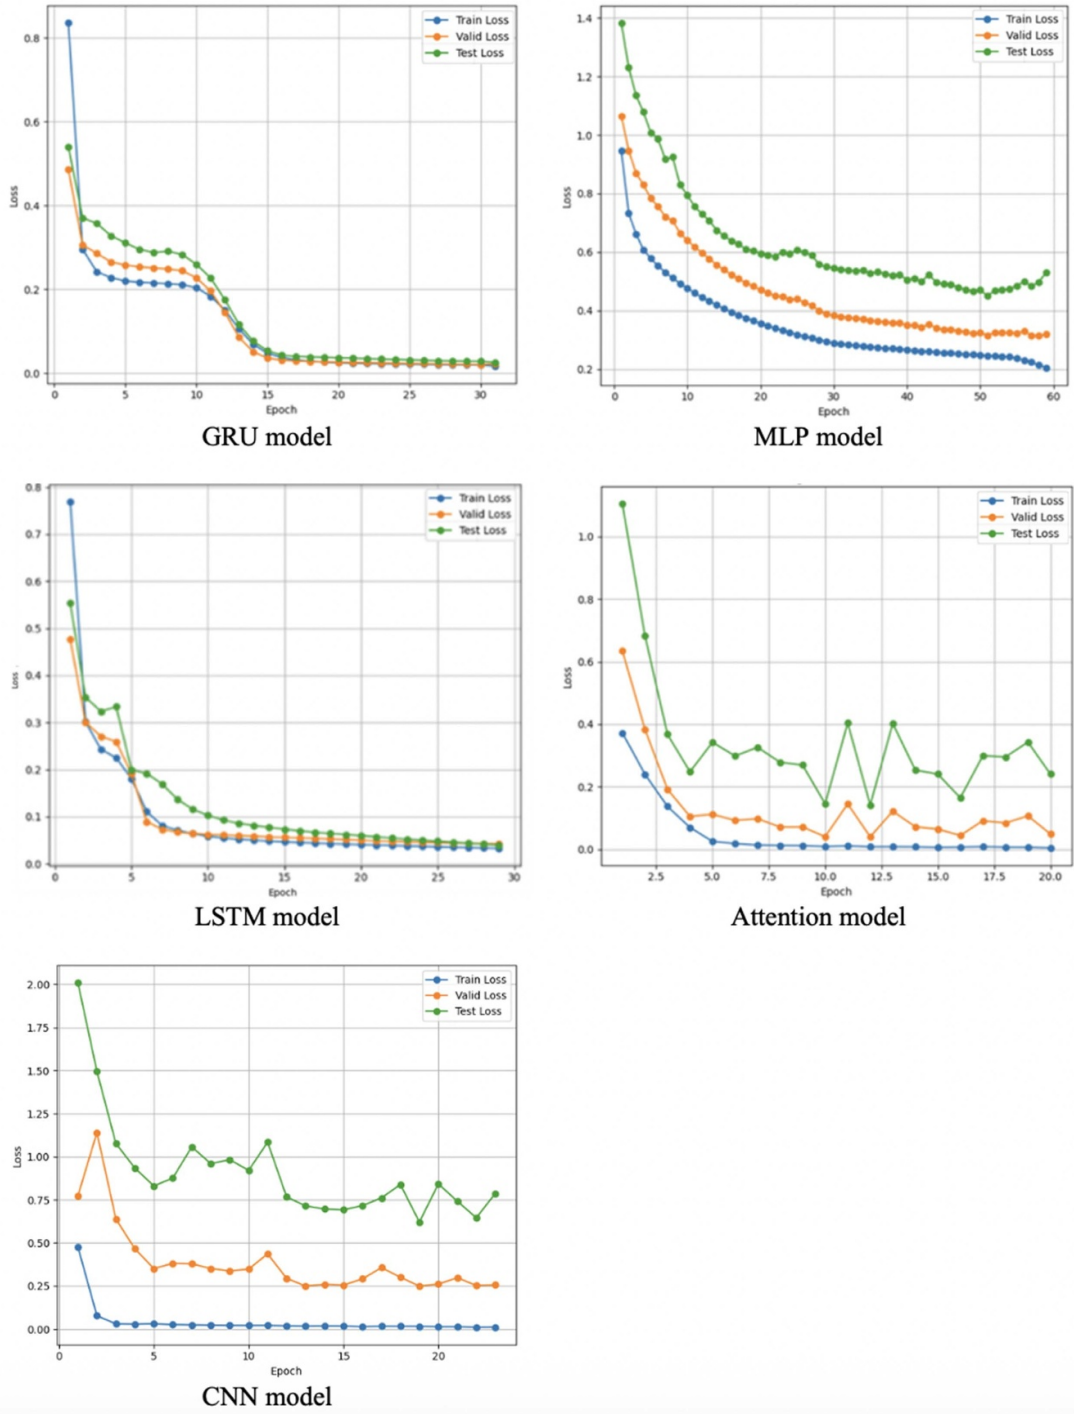 Train Loss
Valid Loss
Test Loss
0.8
0.6
0.4
0.2
0.0
Loss
0 5 10 15 20 25 30
Epoch
GRU model
Train Loss
Valid Loss
Test Loss
1.4
1.2
1.0
0.8
0.6
0.4
0.2
Loss
0 10 20 30 40 50 60
Epoch
MLP model
Train Loss
Valid Loss
Test Loss
0.8
0.7
0.6
0.5
0.4
0.3
0.2
0.1
0.0
Loss
0 5 10 15 20 25 30
Epoch
LSTM model
Train Loss
Valid Loss
Test Loss
1.0
0.8
0.6
0.4
0.2
0.0
Loss
2.5 5.0 7.5 10.0 12.5 15.0 17.5 20.0
Epoch
Attention model
Train Loss
Valid Loss
Test Loss
2.00
1.75
1.50
1.25
1.00
0.75
0.50
0.25
0.00
Loss
0 5 10 15 20
Epoch
CNN model